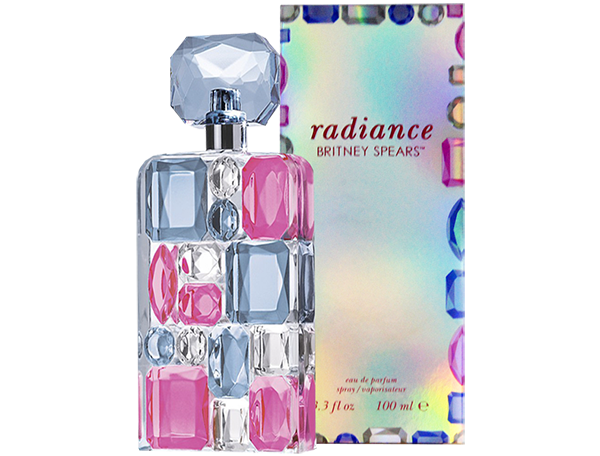 radiance
BRITNEY SPEARS™
eau de parfum
spray / vaporisateur
3.3 fl oz 100 ml ℮